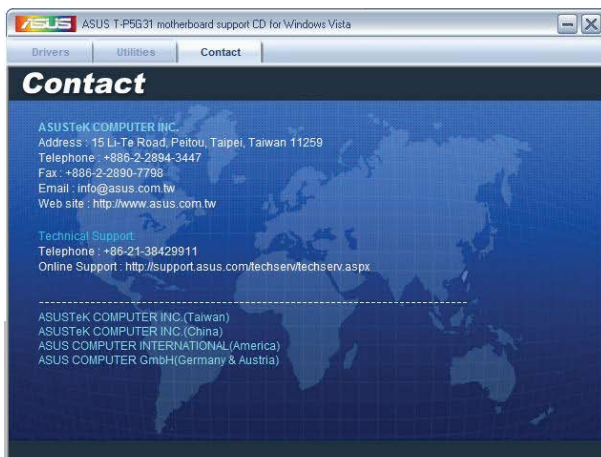 ASUS ASUS T-P5G31 motherboard support CD for Windows Vista
Drivers Utilities Contact
Contact
ASUSTeK COMPUTER INC.
Address : 15 Li-Te Road, Peitou, Taipei, Taiwan 11259
Telephone : +886-2-2894-3447
Fax : +886-2-2890-7798
Email : info@asus.com.tw
Web site : http://www.asus.com.tw
Technical Support
Telephone : +86-21-38429911
Online Support : http://support.asus.com/techserv/techserv.aspx
ASUSTeK COMPUTER INC.(Taiwan)
ASUSTeK COMPUTER INC.(China)
ASUS COMPUTER INTERNATIONAL(America)
ASUS COMPUTER GmbH(Germany & Austria)